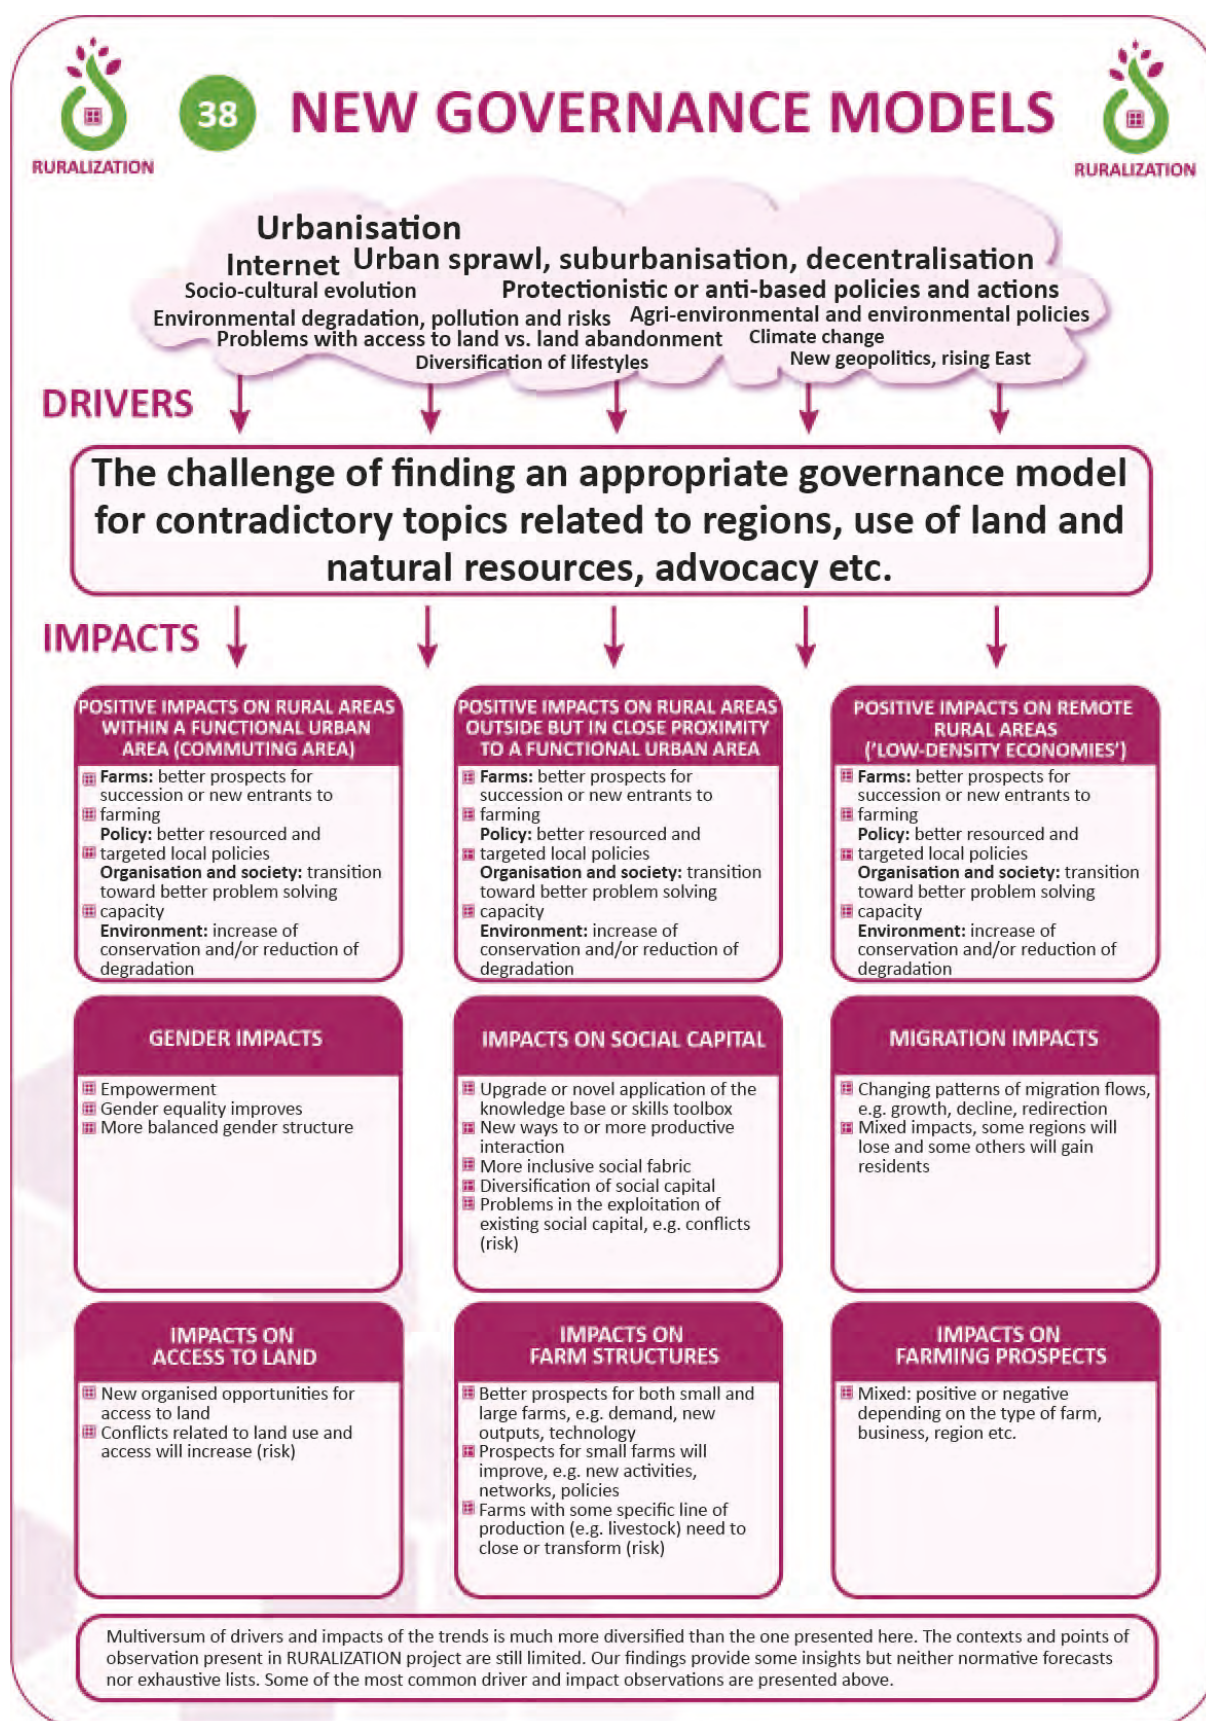 38 NEW GOVERNANCE MODELS
RURALIZATION
RURALIZATION
Urbanisation
Internet Urban sprawl, suburbanisation, decentralisation
Socio-cultural evolution Protectionistic or anti-based policies and actions
Environmental degradation, pollution and risks Agri-environmental and environmental policies
Problems with access to land vs. land abandonment Climate change
Diversification of lifestyles New geopolitics, rising East
DRIVERS
The challenge of finding an appropriate governance model
for contradictory topics related to regions, use of land and
natural resources, advocacy etc.
IMPACTS
POSITIVE IMPACTS ON RURAL AREAS
WITHIN A FUNCTIONAL URBAN
AREA (COMMUTING AREA)
Farms: better prospects for
succession or new entrants to
farming
Policy: better resourced and
targeted local policies
Organisation and society: transition
toward better problem solving
capacity
Environment: increase of
conservation and/or reduction of
degradation
POSITIVE IMPACTS ON RURAL AREAS
OUTSIDE BUT IN CLOSE PROXIMITY
TO A FUNCTIONAL URBAN AREA
Farms: better prospects for
succession or new entrants to
farming
Policy: better resourced and
targeted local policies
Organisation and society: transition
toward better problem solving
capacity
Environment: increase of
conservation and/or reduction of
degradation
POSITIVE IMPACTS ON REMOTE
RURAL AREAS
('LOW-DENSITY ECONOMIES')
Farms: better prospects for
succession or new entrants to
farming
Policy: better resourced and
targeted local policies
Organisation and society: transition
toward better problem solving
capacity
Environment: increase of
conservation and/or reduction of
degradation
GENDER IMPACTS
Empowerment
Gender equality improves
More balanced gender structure
IMPACTS ON SOCIAL CAPITAL
Upgrade or novel application of the
knowledge base or skills toolbox
New ways to or more productive
interaction
More inclusive social fabric
Diversification of social capital
Problems in the exploitation of
existing social capital, e.g. conflicts
(risk)
MIGRATION IMPACTS
Changing patterns of migration flows,
e.g. growth, decline, redirection
Mixed impacts, some regions will
lose and some others will gain
residents
IMPACTS ON
ACCESS TO LAND
New organised opportunities for
access to land
Conflicts related to land use and
access will increase (risk)
IMPACTS ON
FARM STRUCTURES
Better prospects for both small and
large farms, e.g. demand, new
outputs, technology
Prospects for small farms will
improve, e.g. new activities,
networks, policies
Farms with some specific line of
production (e.g. livestock) need to
close or transform (risk)
IMPACTS ON
FARMING PROSPECTS
Mixed: positive or negative
depending on the type of farm,
business, region etc.
Multiversum of drivers and impacts of the trends is much more diversified than the one presented here. The contexts and points of
observation present in RURALIZATION project are still limited. Our findings provide some insights but neither normative forecasts
nor exhaustive lists. Some of the most common driver and impact observations are presented above.